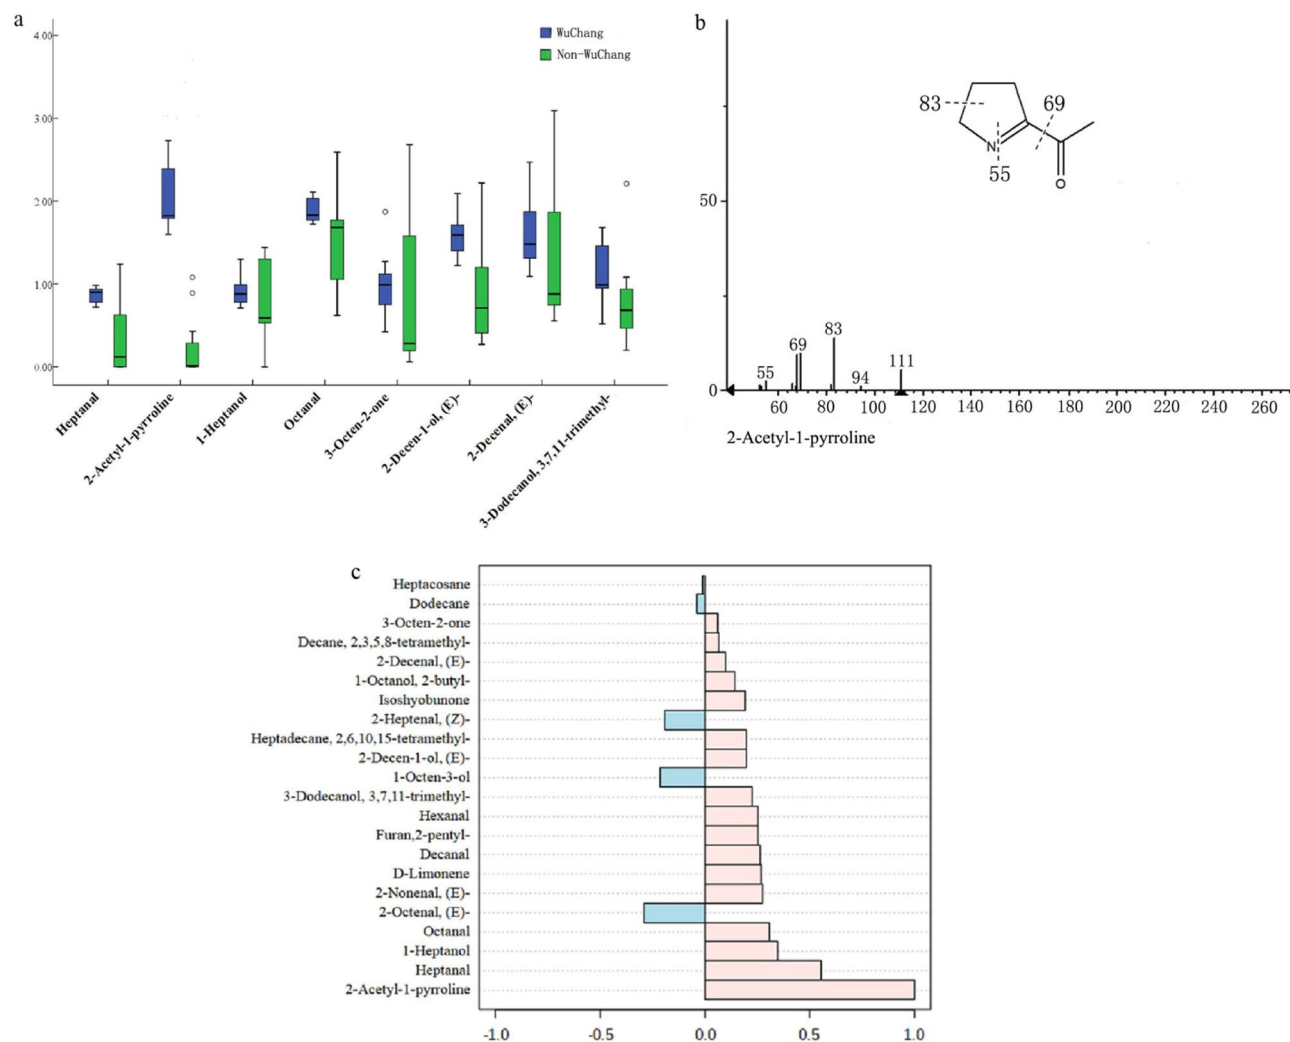 a
4.00
3.00
2.00
1.00
0.00
WuChang
Non-WuChang
Heptanal
2-Acetyl-1-pyrroline
1-Heptanol
Octanal
3-Octen-2-one
2-Decen-1-ol, (E)-
2-Decenal, (E)-
3-Dodecanol, 3,7,11-trimethyl-
b
50
0
83
69
55
N
O
55
69
83
94
111
60 80 100 120 140 160 180 200 220 240 260
2-Acetyl-1-pyrroline
c
Heptacosane
Dodecane
3-Octen-2-one
Decane, 2,3,5,8-tetramethyl-
2-Decenal, (E)-
1-Octanol, 2-butyl-
Isoshyobunone
2-Heptenal, (Z)-
Heptadecane, 2,6,10,15-tetramethyl-
2-Decen-1-ol, (E)-
1-Octen-3-ol
3-Dodecanol, 3,7,11-trimethyl-
Hexanal
Furan,2-pentyl-
Decanal
D-Limonene
2-Nonenal, (E)-
2-Octenal, (E)-
Octanal
1-Heptanol
Heptanal
2-Acetyl-1-pyrroline
-1.0 -0.5 0.0 0.5 1.0